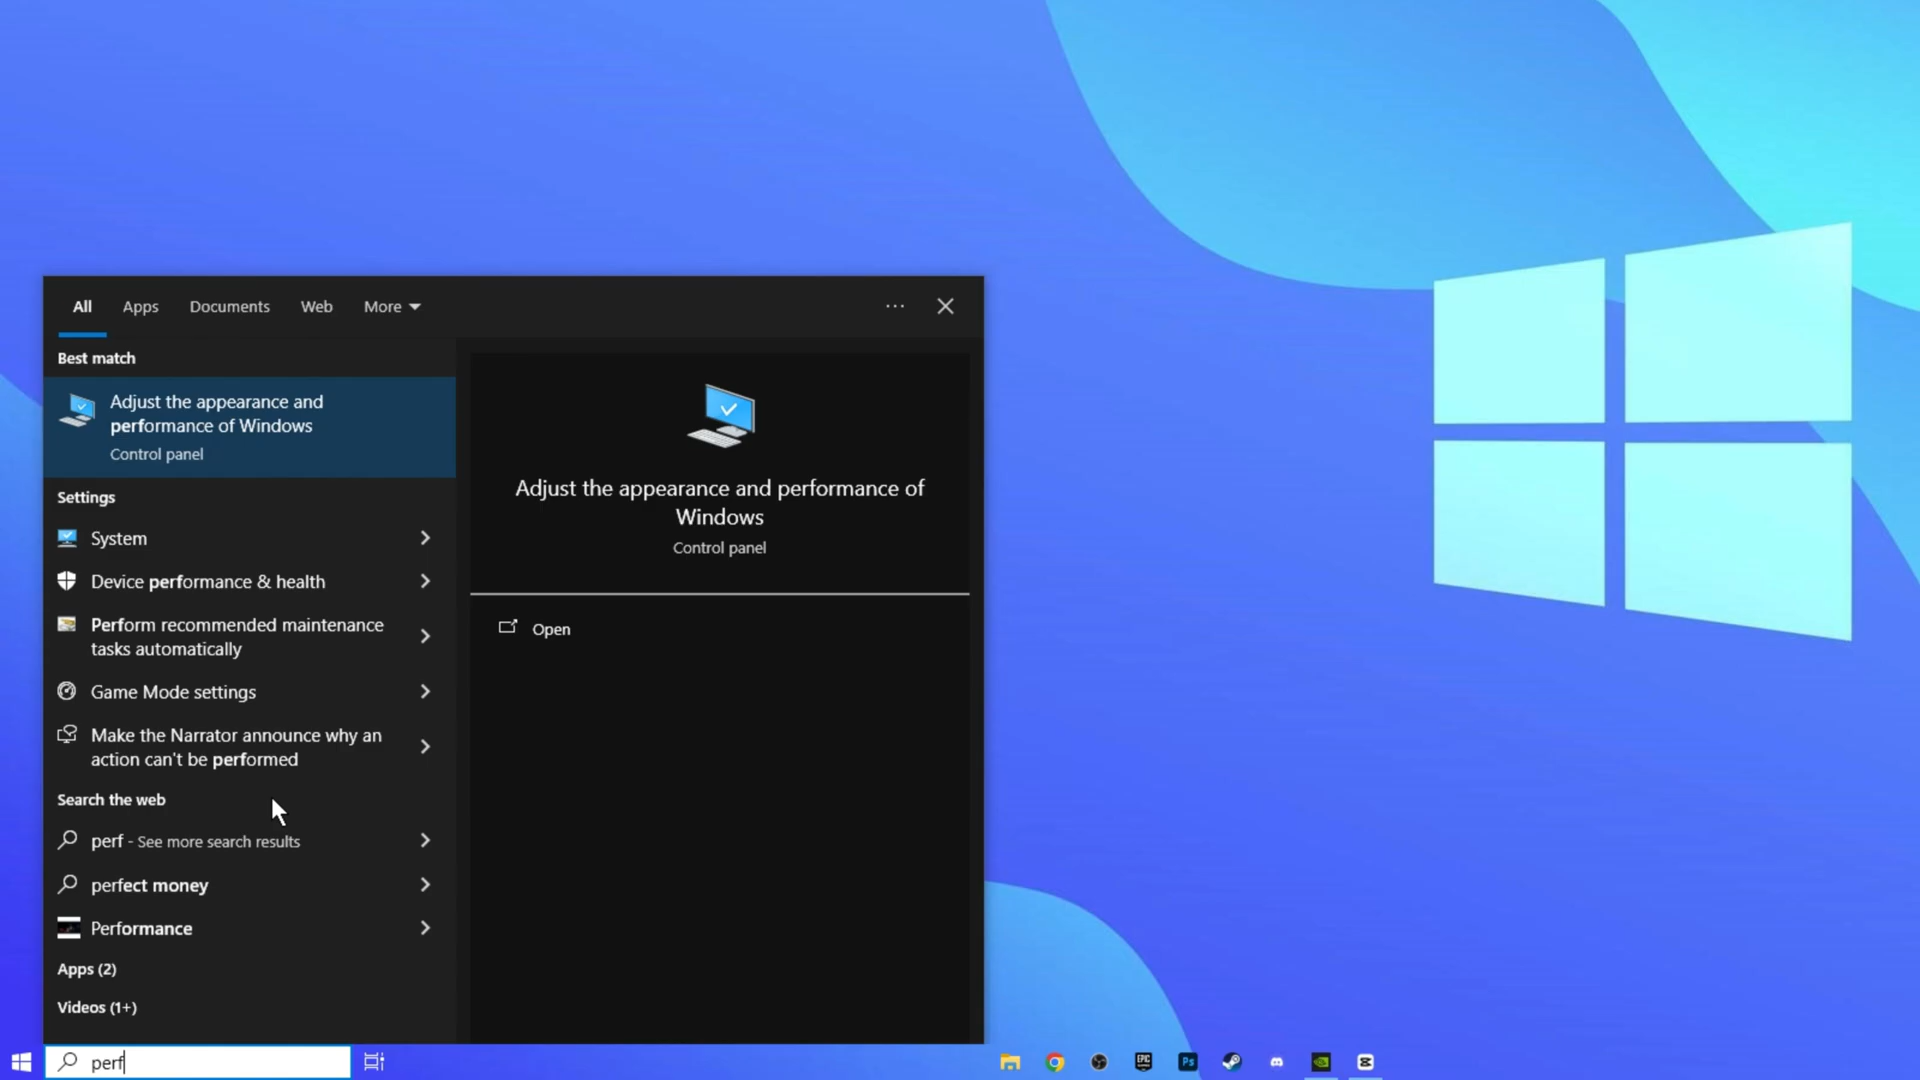 All Apps Documents Web More
Best match
Adjust the appearance and
performance of Windows
Control panel
Settings
System
Device performance & health
Perform recommended maintenance
tasks automatically
Game Mode settings
Make the Narrator announce why an
action can't be performed
Search the web
perf - See more search results
perfect money
Performance
Apps (2)
Videos (1+)
Adjust the appearance and performance of
Windows
Control panel
Open
perf
EPIC
GAMES
Ps